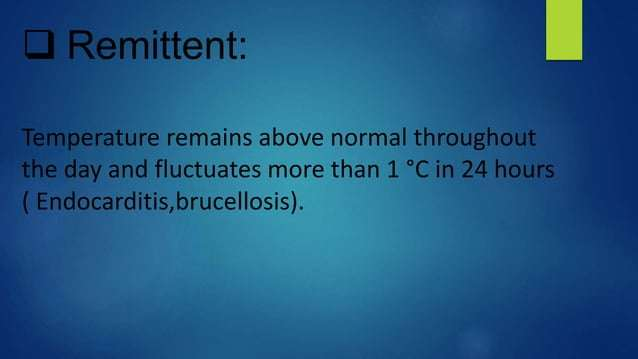 ❑ Remittent:
Temperature remains above normal throughout
the day and fluctuates more than 1 °C in 24 hours
( Endocarditis,brucellosis).